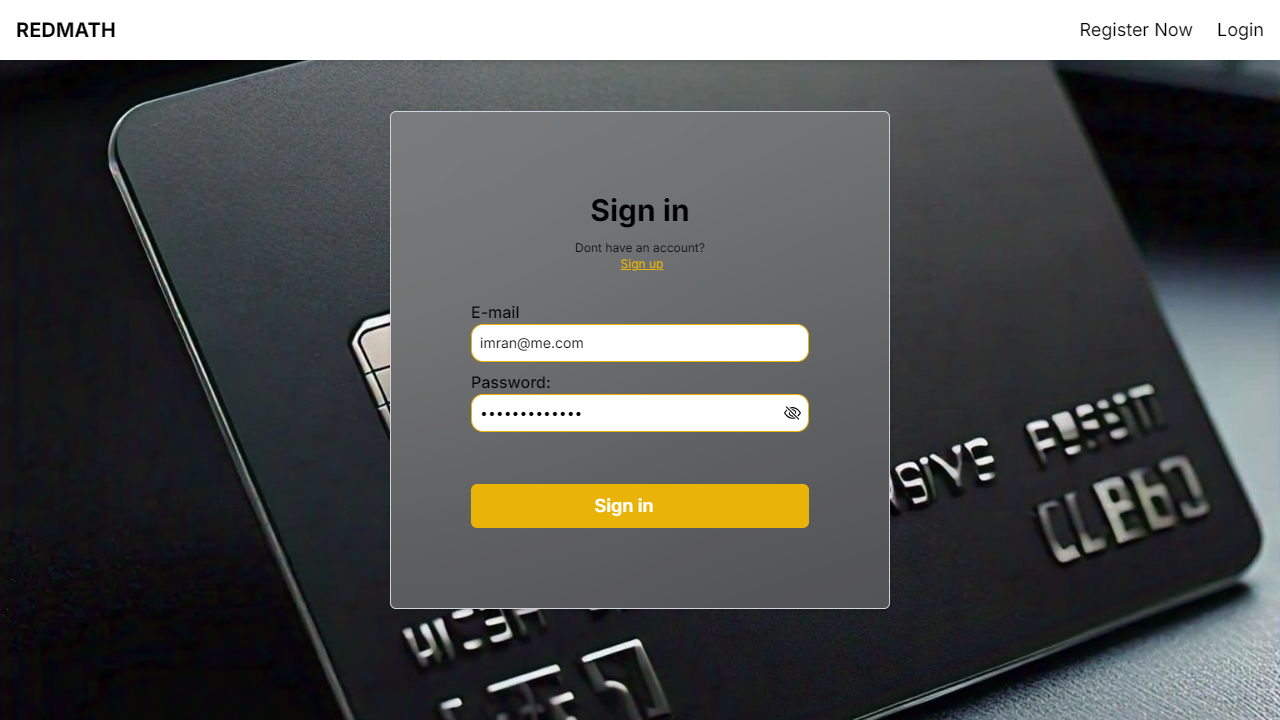 REDMATH
Register Now Login
Sign in
Dont have an account?
Sign up
E-mail
imran@me.com
Password:
•••••••••••••
Sign in